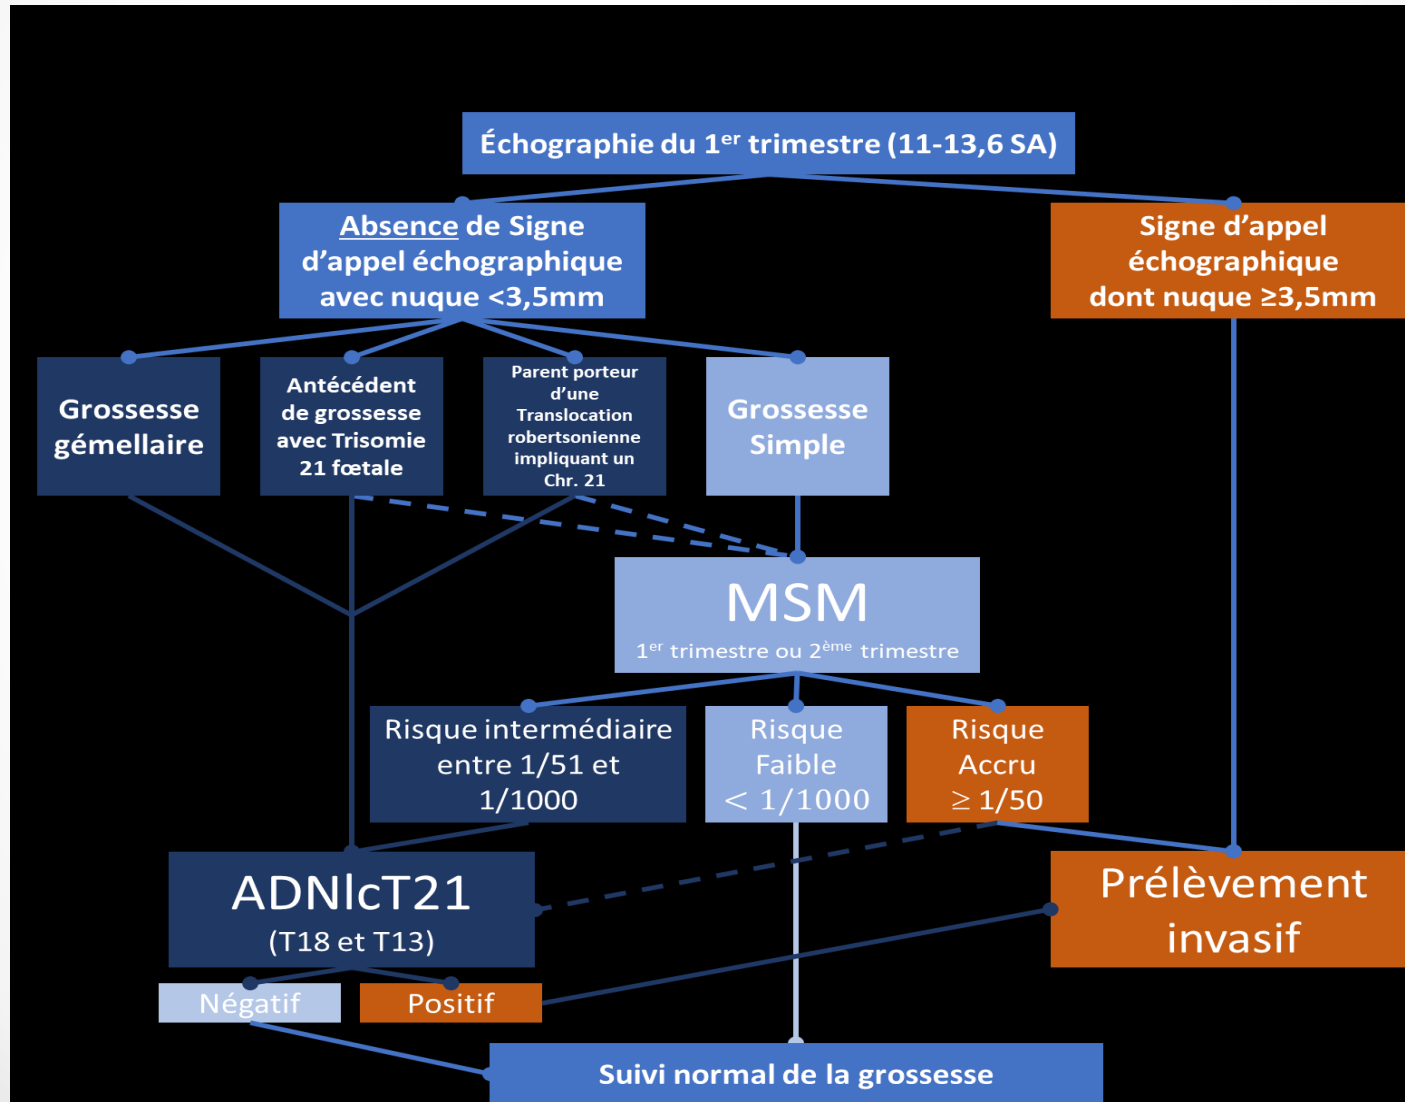 Échographie du 1er trimestre (11-13,6 SA)
Absence de Signe
d’appel échographique
avec nuque <3,5mm
Signe d’appel
échographique
dont nuque ≥3,5mm
Grossesse
gémellaire
Antécédent
de grossesse
avec Trisomie
21 fœtale
Parent porteur
d’une
Translocation
robertsonienne
impliquant un
Chr. 21
Grossesse
Simple
MSM
1er trimestre ou 2ème trimestre
Risque intermédiaire
entre 1/51 et
1/1000
Risque
Faible
< 1/1000
Risque
Accru
≥ 1/50
ADNlcT21
(T18 et T13)
Prélèvement
invasif
Négatif
Positif
Suivi normal de la grossesse